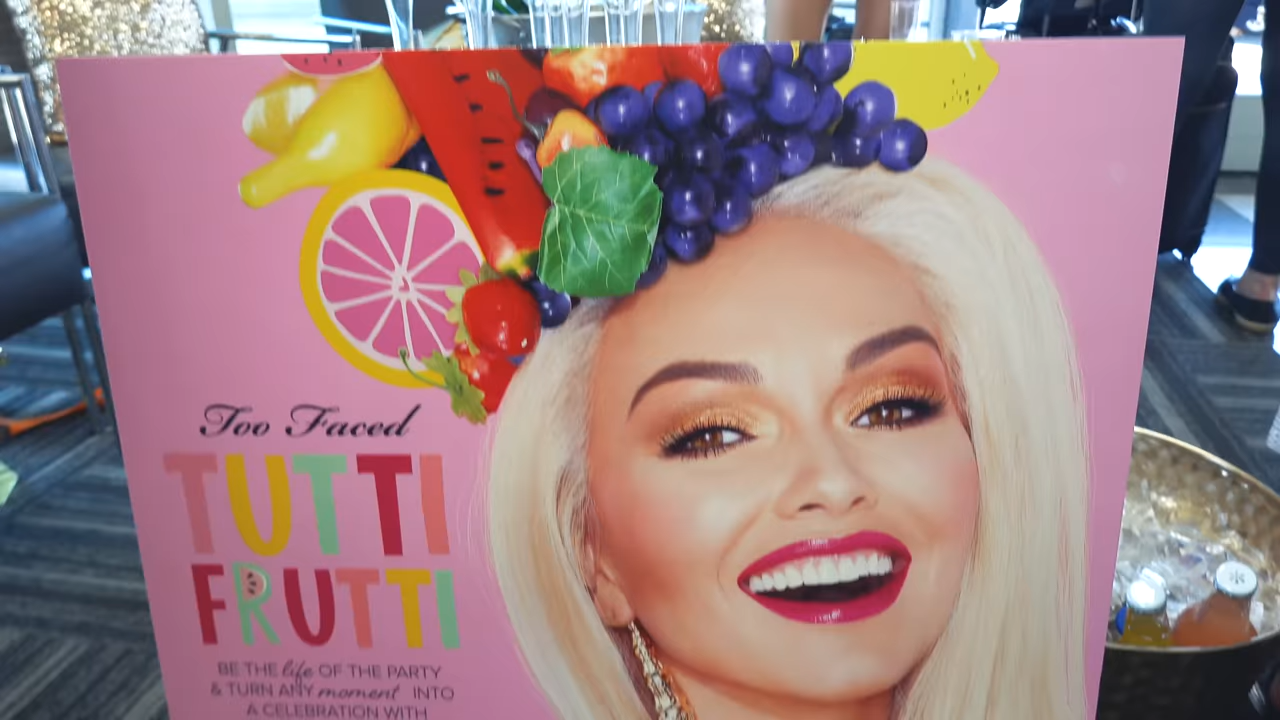 Too Faced
TUTTI
FRUTTI
BE THE life OF THE PARTY
& TURN ANY moment INTO
A CELEBRATION WITH